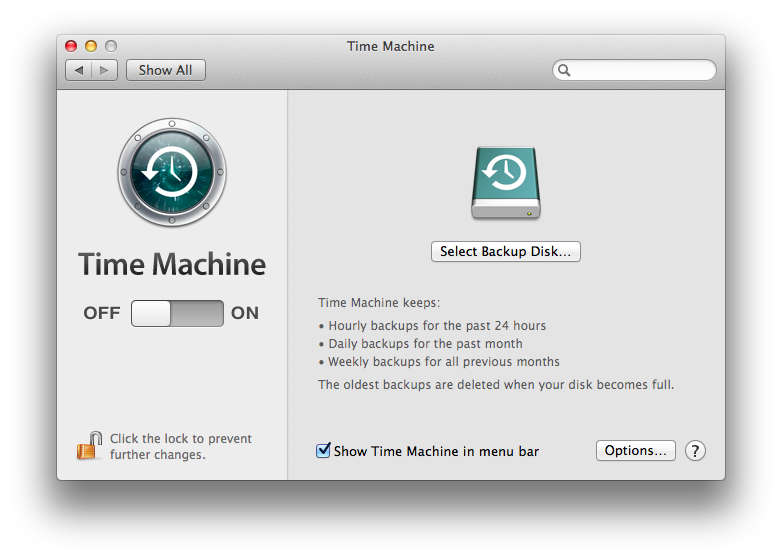 Time Machine
Show All
Time Machine
OFF ON
Click the lock to prevent
further changes.
Select Backup Disk...
Time Machine keeps:
• Hourly backups for the past 24 hours
• Daily backups for the past month
• Weekly backups for all previous months
The oldest backups are deleted when your disk becomes full.
Show Time Machine in menu bar
Options...
?